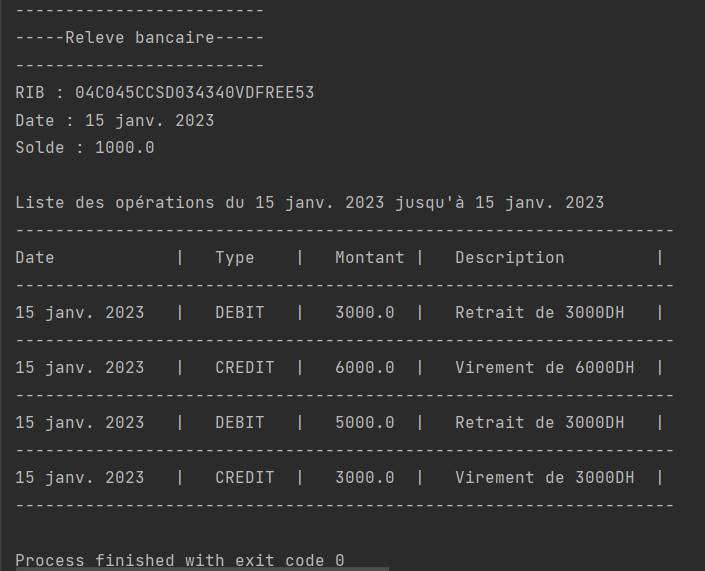 -------------------------
-----Releve bancaire-----
-------------------------
RIB : 04C045CCSD034340VDFREE53
Date : 15 janv. 2023
Solde : 1000.0
Liste des opérations du 15 janv. 2023 jusqu'à 15 janv. 2023
------------------------------------------------------------------
Date            |   Type    |   Montant |   Description         |
------------------------------------------------------------------
15 janv. 2023   |   DEBIT   |   3000.0  |   Retrait de 3000DH   |
------------------------------------------------------------------
15 janv. 2023   |   CREDIT  |   6000.0  |   Virement de 6000DH  |
------------------------------------------------------------------
15 janv. 2023   |   DEBIT   |   5000.0  |   Retrait de 3000DH   |
------------------------------------------------------------------
15 janv. 2023   |   CREDIT  |   3000.0  |   Virement de 3000DH  |
------------------------------------------------------------------
Process finished with exit code 0